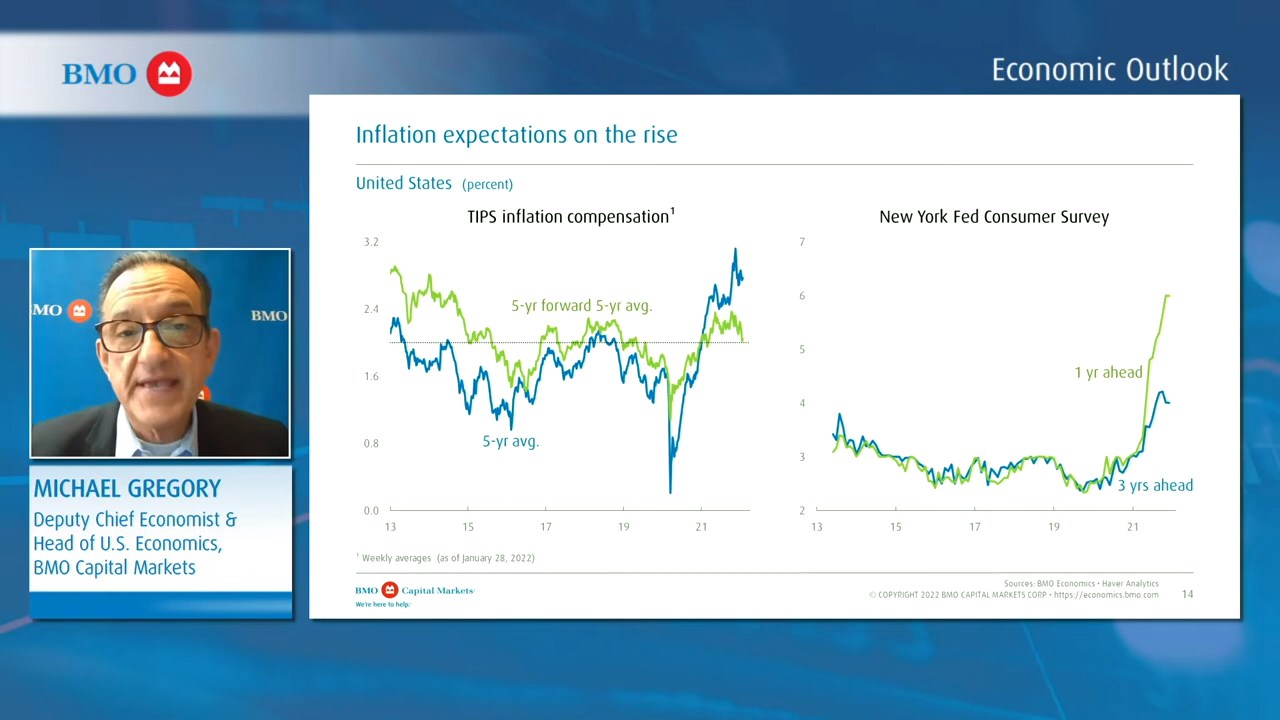 BMO
Economic Outlook
Inflation expectations on the rise
United States (percent)
TIPS inflation compensation¹
3.2
2.4
1.6
0.8
0.0
13 15 17 19 21
5-yr forward 5-yr avg.
5-yr avg.
New York Fed Consumer Survey
7
6
5
4
3
2
13 15 17 19 21
1 yr ahead
3 yrs ahead
¹ Weekly averages (as of January 28, 2022)
BMO Capital Markets
We're here to help.
Sources: BMO Economics • Haver Analytics
© COPYRIGHT 2022 BMO CAPITAL MARKETS CORP • https://economics.bmo.com 14
MO
BMO
MICHAEL GREGORY
Deputy Chief Economist &
Head of U.S. Economics,
BMO Capital Markets